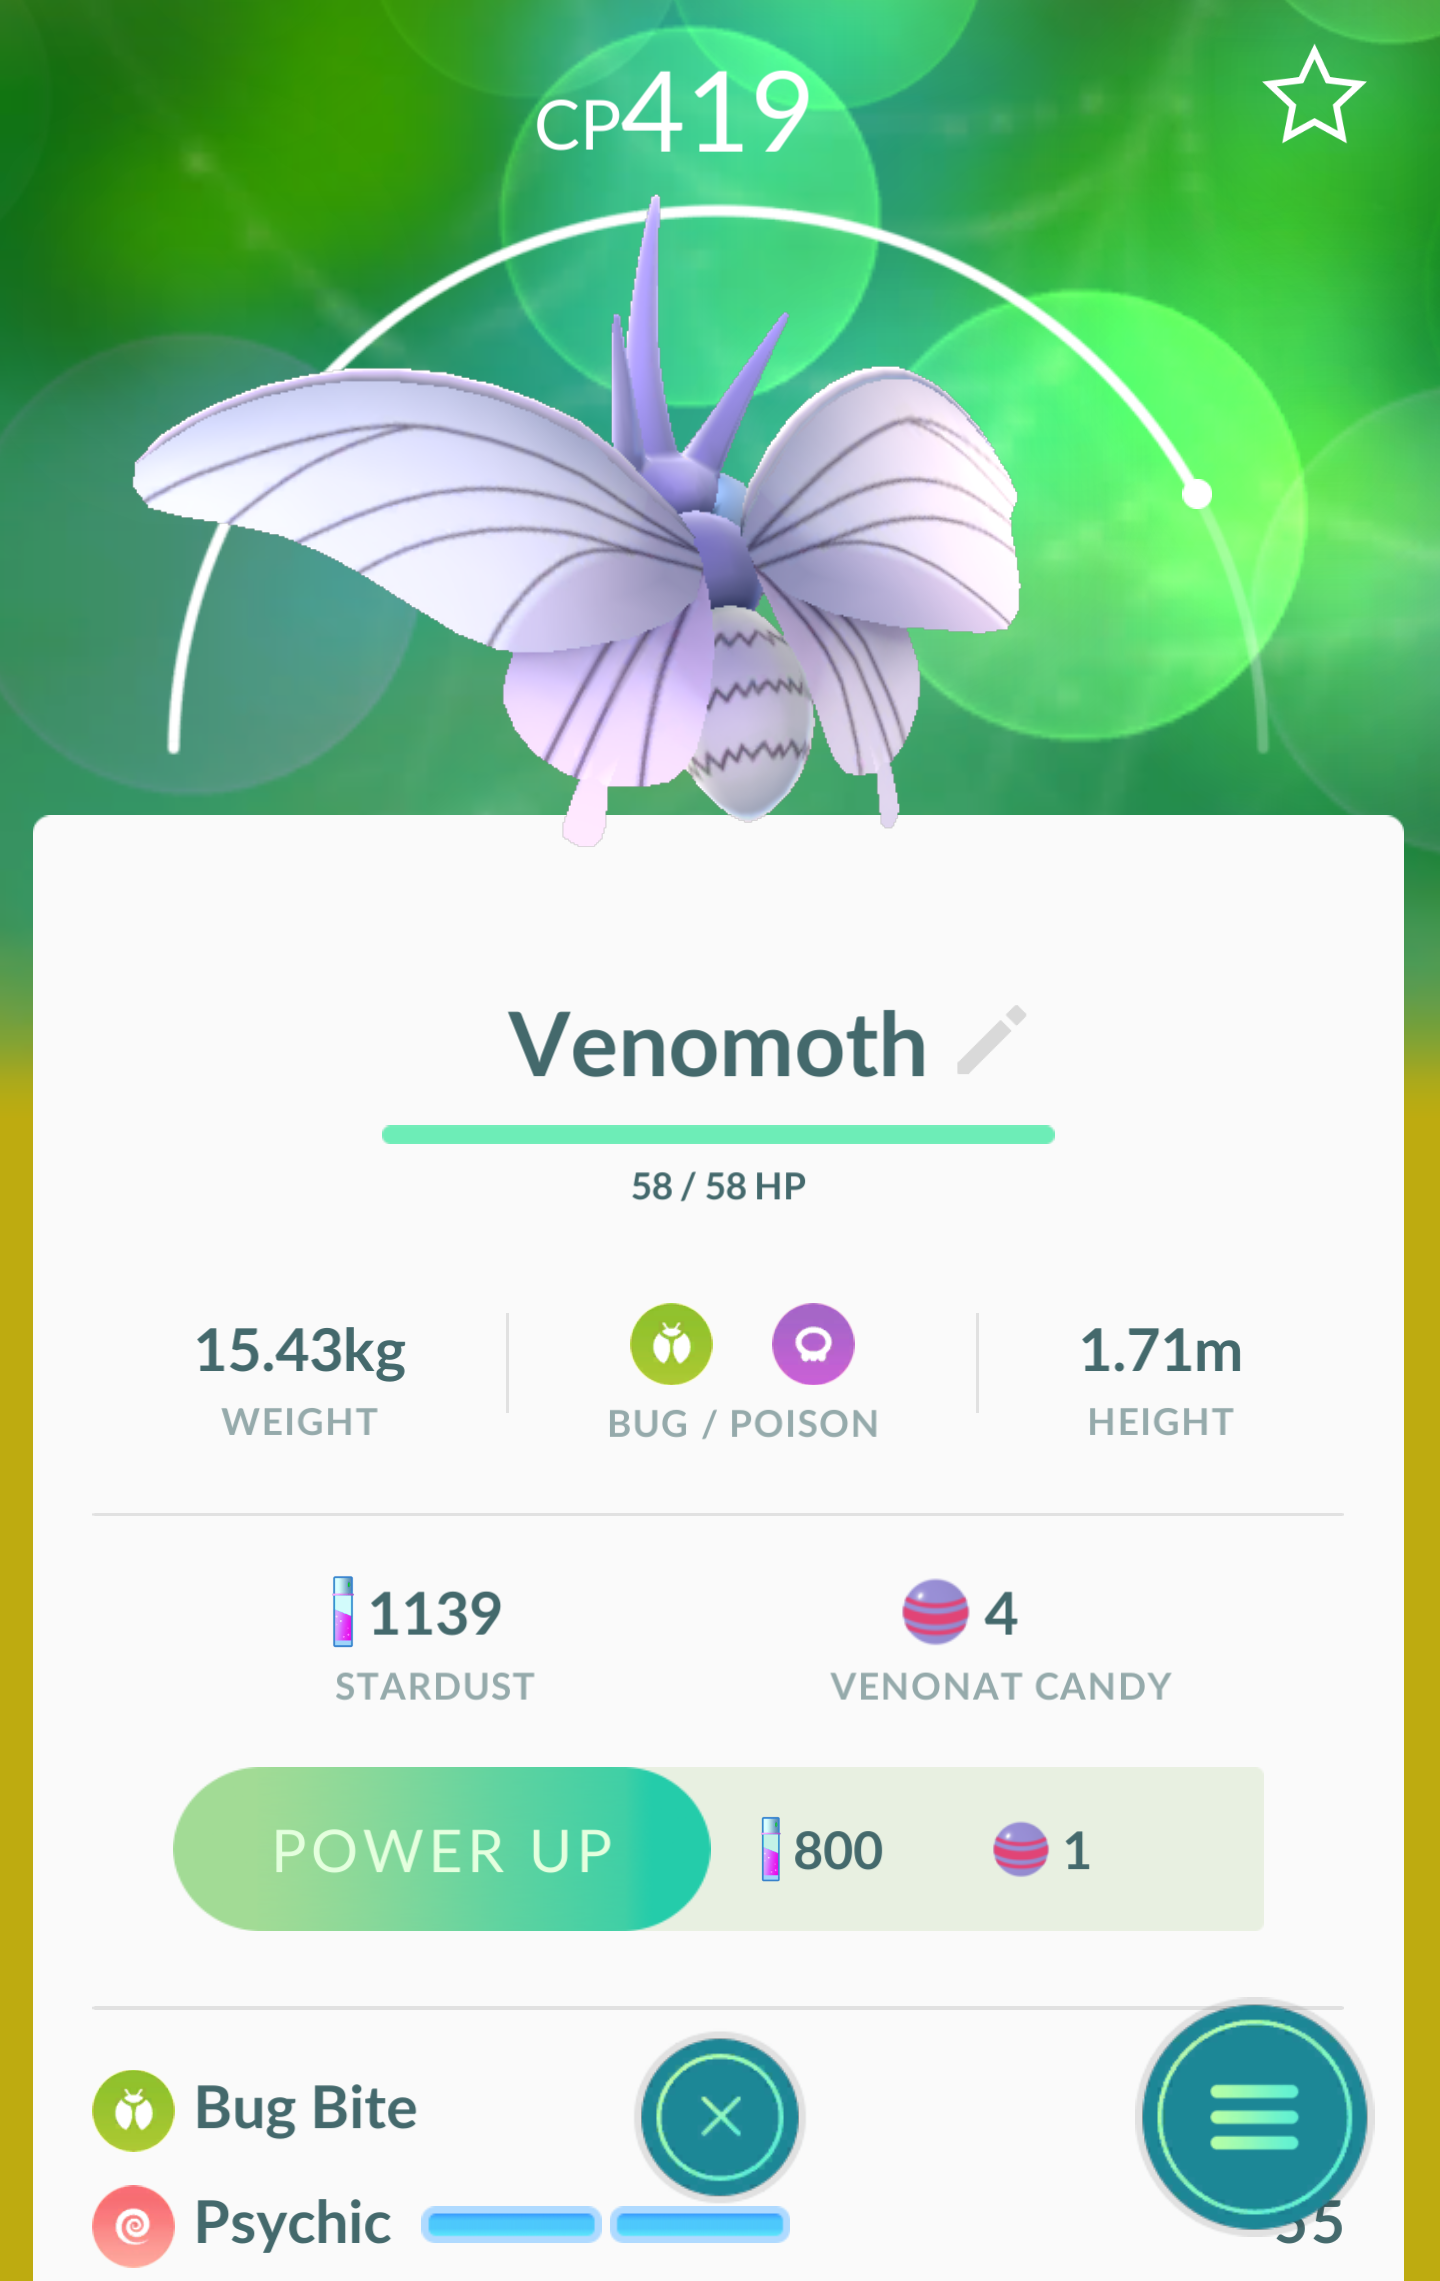 CP419
Venomoth
58 / 58 HP
15.43kg
WEIGHT
BUG / POISON
1.71m
HEIGHT
1139
STARDUST
4
VENONAT CANDY
POWER UP 800 1
Bug Bite
Psychic